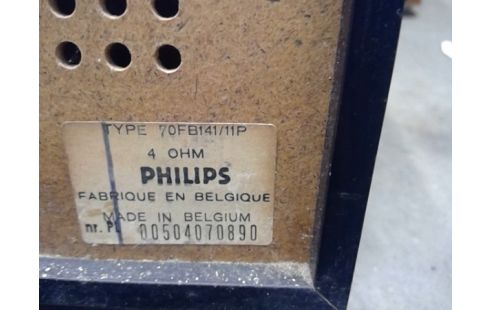 TYPE 70FB141/11P
4 OHM
PHILIPS
FABRIQUE EN BELGIQUE
MADE IN BELGIUM
nr. PL 00504070890